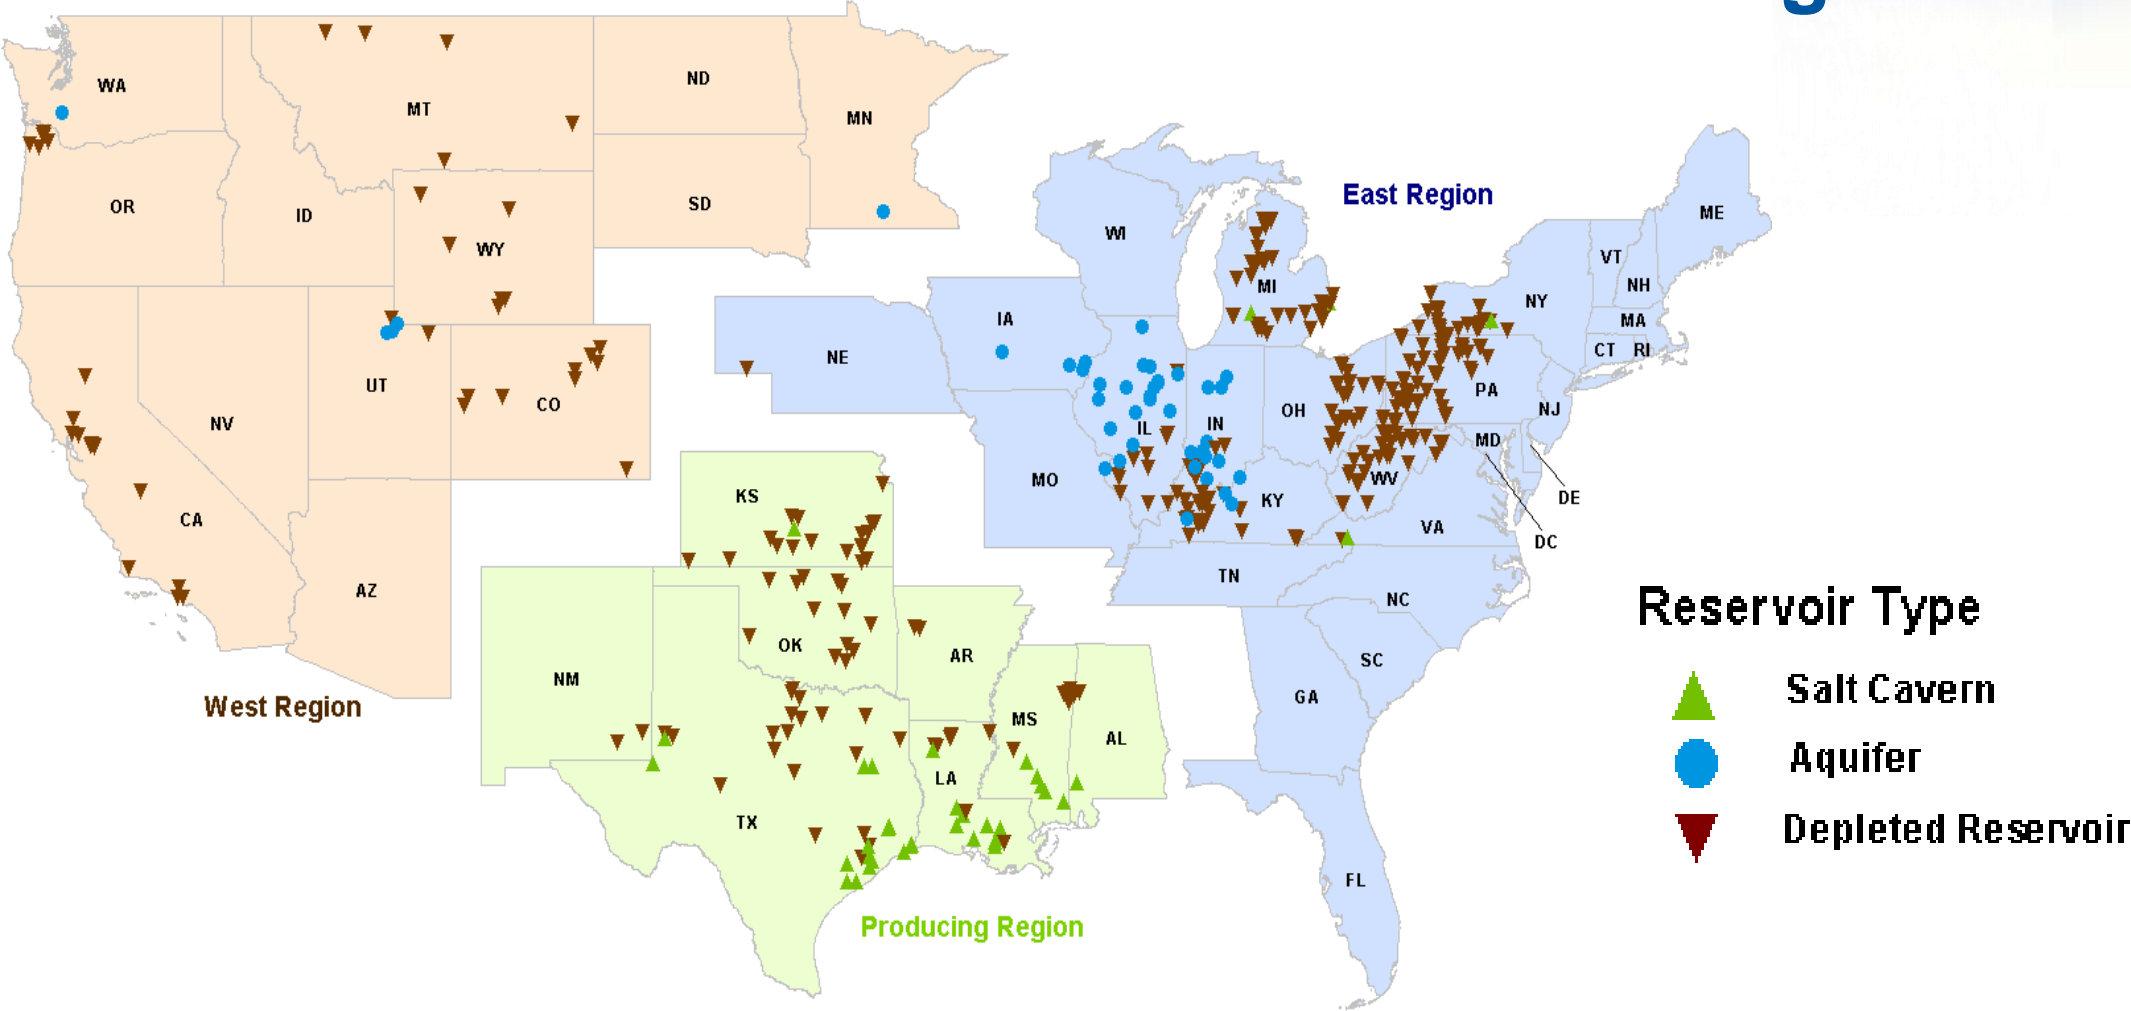 g
WA
MT
ND
MN
OR
ID
WY
SD
East Region
WI
ME
VT
NH
MI
NY
MA
CT
RI
IA
NE
UT
CO
NV
IL
IN
OH
PA
NJ
MD
MO
KS
KY
WV
VA
DE
DC
CA
AZ
TN
NC
SC
GA
NM
OK
AR
MS
AL
LA
TX
FL
West Region
Producing Region
Reservoir Type
Salt Cavern
Aquifer
Depleted Reservoir